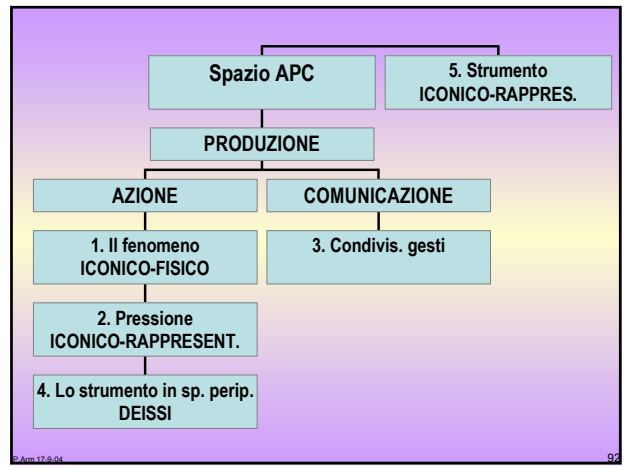 Spazio APC
5. Strumento
ICONICO-RAPPRES.
PRODUZIONE
AZIONE
COMUNICAZIONE
1. Il fenomeno
ICONICO-FISICO
3. Condivis. gesti
2. Pressione
ICONICO-RAPPRESENT.
4. Lo strumento in sp. perip.
DEISSI
P.Arm 17-9-04
92